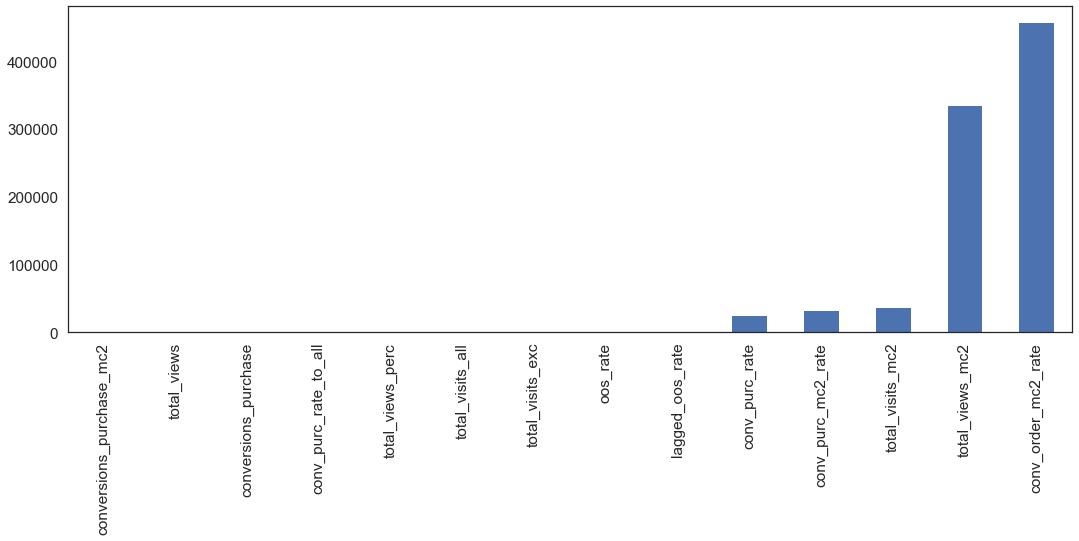 400000
300000
200000
100000
0
conversions_purchase_mc2
total_views
conversions_purchase
conv_purc_rate_to_all
total_views_perc
total_visits_all
total_visits_exc
oos_rate
lagged_oos_rate
conv_purc_rate
conv_purc_mc2_rate
total_visits_mc2
total_views_mc2
conv_order_mc2_rate